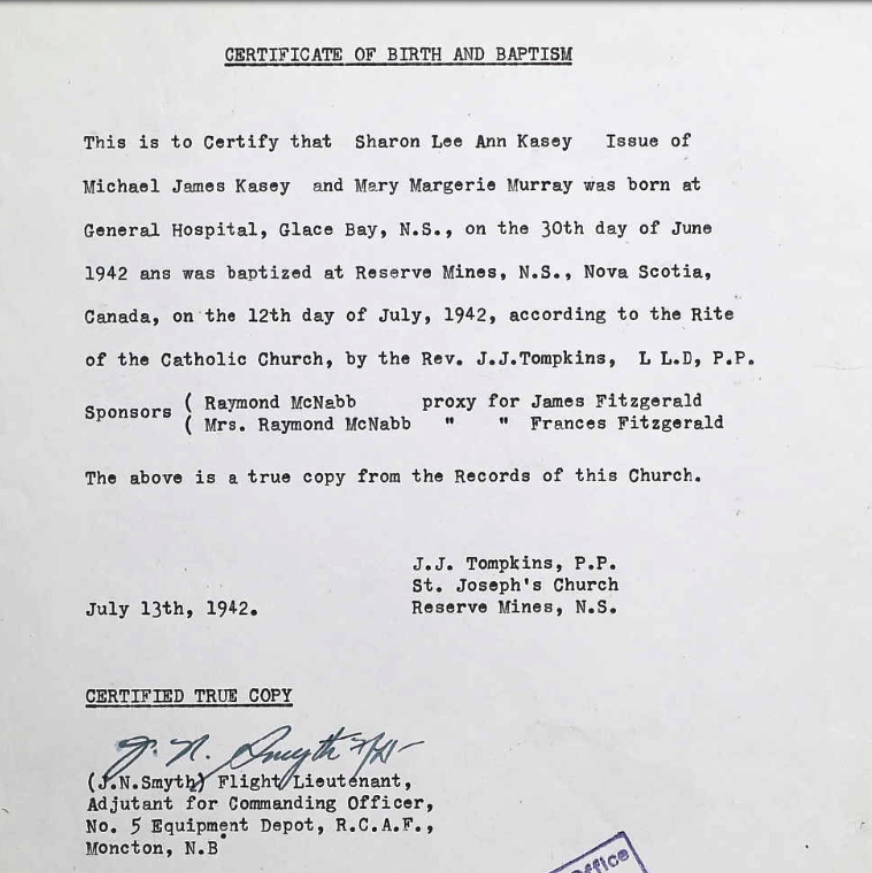 CERTIFICATE OF BIRTH AND BAPTISM
This is to Certify that Sharon Lee Ann Kasey Issue of
Michael James Kasey and Mary Margerie Murray was born at
General Hospital, Glace Bay, N.S., on the 30th day of June
1942 ans was baptized at Reserve Mines, N.S., Nova Scotia,
Canada, on the 12th day of July, 1942, according to the Rite
of the Catholic Church, by the Rev. J.J.Tompkins, L L.D, P.P.
Sponsors ( Raymond McNabb proxy for James Fitzgerald
( Mrs. Raymond McNabb " " Frances Fitzgerald
The above is a true copy from the Records of this Church.
J.J. Tompkins, P.P.
St. Joseph's Church
July 13th, 1942. Reserve Mines, N.S.
CERTIFIED TRUE COPY
J. N. Smyth F/Lt
(J.N.Smyth) Flight Lieutenant,
Adjutant for Commanding Officer,
No. 5 Equipment Depot, R.C.A.F.,
Moncton, N.B
Office